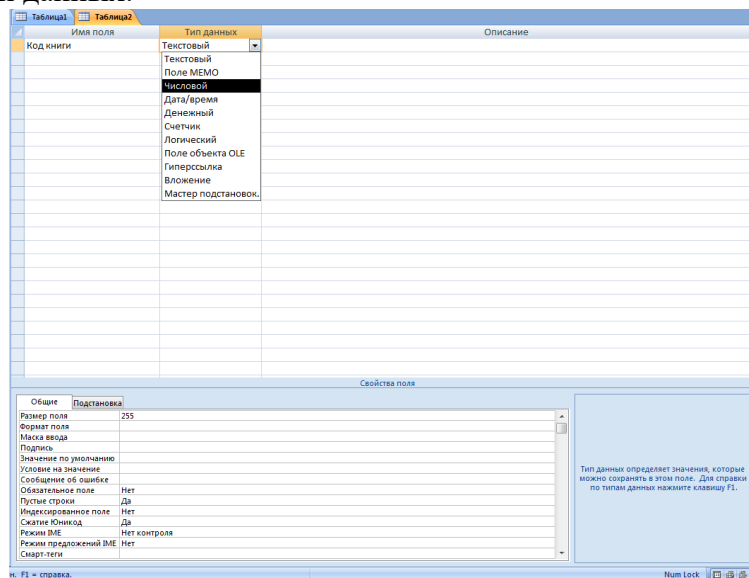 данных.
Таблица1 Таблица2
Имя поля Тип данных Описание
Код книги Текстовый
Текстовый
Поле МЕМО
Числовой
Дата/время
Денежный
Счетчик
Логический
Поле объекта OLE
Гиперссылка
Вложение
Мастер подстановок.
Свойства поля
Общие Подстановка
Размер поля 255
Формат поля
Маска ввода
Подпись
Значение по умолчанию
Условие на значение
Сообщение об ошибке
Обязательное поле Нет
Пустые строки Да
Индексированное поле Нет
Сжатие Юникод Да
Режим IME Нет контроля
Режим предложений IME Нет
Смарт-теги
Тип данных определяет значения, которые
можно сохранять в этом поле. Для справки
по типам данных нажмите клавишу F1.
н. F1 = справка. Num Lock